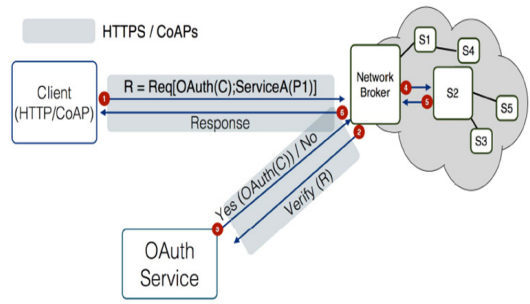 HTTPS / CoAPs
Client
(HTTP/CoAP)
1
R = Req[OAuth(C);ServiceA(P1)]
6
Response
Network
Broker
4
5
2
S1
S4
S2
S5
S3
Yes (OAuth(C)) / No
Verify (R)
3
OAuth
Service